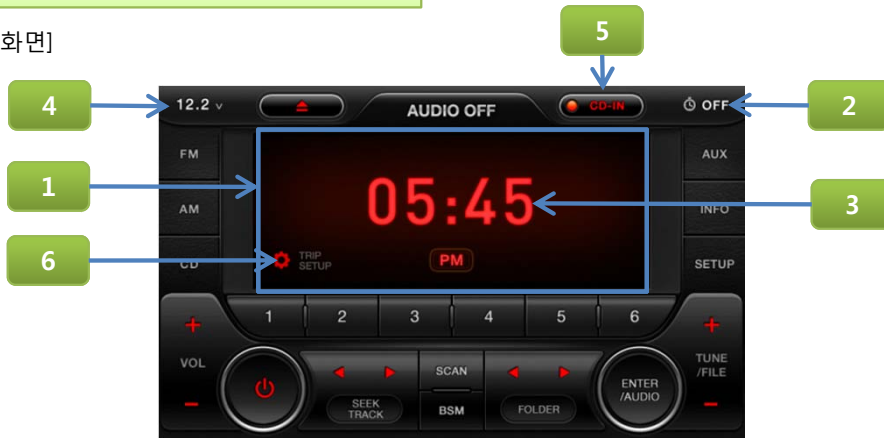 화면]
5
4
12.2 v
AUDIO OFF
CD-IN
OFF
2
FM
AUX
1
05:45
3
AM
INFO
6
CD
TRIP
SETUP
PM
SETUP
+
1
2
3
4
5
6
+
VOL
SCAN
TUNE
/FILE
ENTER
/AUDIO
SEEK
TRACK
BSM
FOLDER
-
-